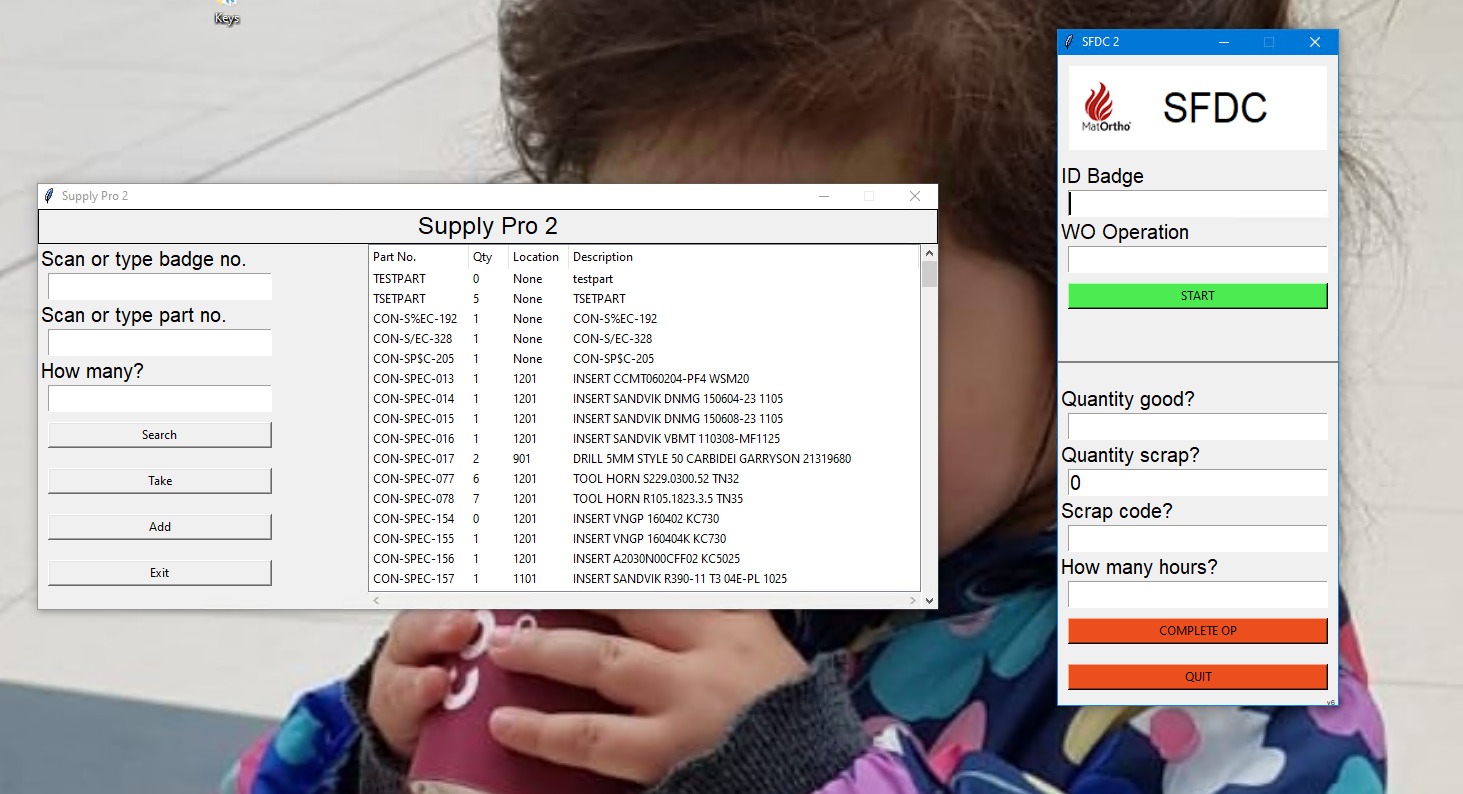 Keys
Supply Pro 2
Supply Pro 2
Scan or type badge no.
Scan or type part no.
How many?
Search
Take
Add
Exit
Part No. Qty Location Description
TESTPART 0 None testpart
TSETPART 5 None TSETPART
CON-S%EC-192 1 None CON-S%EC-192
CON-S/EC-328 1 None CON-S/EC-328
CON-SP$C-205 1 None CON-SP$C-205
CON-SPEC-013 1 1201 INSERT CCMT060204-PF4 WSM20
CON-SPEC-014 1 1201 INSERT SANDVIK DNMG 150604-23 1105
CON-SPEC-015 1 1201 INSERT SANDVIK DNMG 150608-23 1105
CON-SPEC-016 1 1201 INSERT SANDVIK VBMT 110308-MF1125
CON-SPEC-017 2 901 DRILL 5MM STYLE 50 CARBIDEI GARRYSON 21319680
CON-SPEC-077 6 1201 TOOL HORN S229.0300.52 TN32
CON-SPEC-078 7 1201 TOOL HORN R105.1823.3.5 TN35
CON-SPEC-154 0 1201 INSERT VNGP 160402 KC730
CON-SPEC-155 1 1201 INSERT VNGP 160404K KC730
CON-SPEC-156 1 1201 INSERT A2030N00CFF02 KC5025
CON-SPEC-157 1 1101 INSERT SANDVIK R390-11 T3 04E-PL 1025
SFDC 2
MatOrtho
SFDC
ID Badge
WO Operation
START
Quantity good?
Quantity scrap?
0
Scrap code?
How many hours?
COMPLETE OP
QUIT
v6